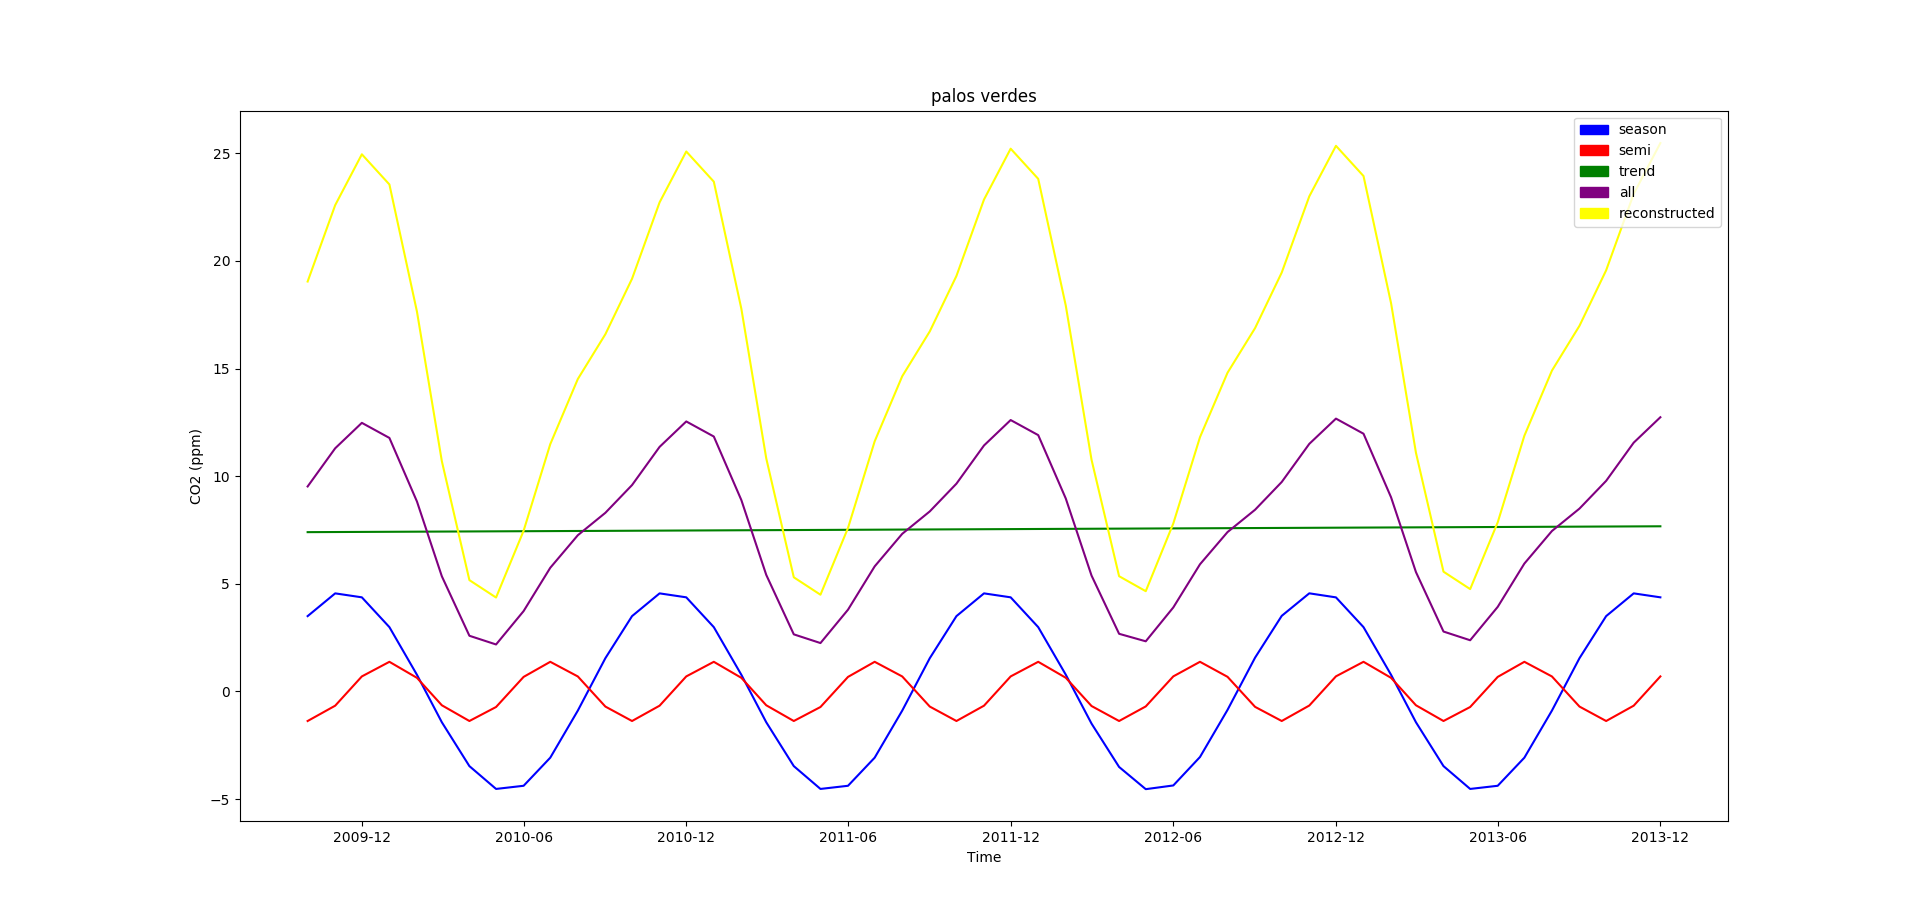 palos verdes
season
semi
trend
all
reconstructed
25
20
15
10
5
0
−5
CO2 (ppm)
2009-12 2010-06 2010-12 2011-06 2011-12 2012-06 2012-12 2013-06 2013-12
Time